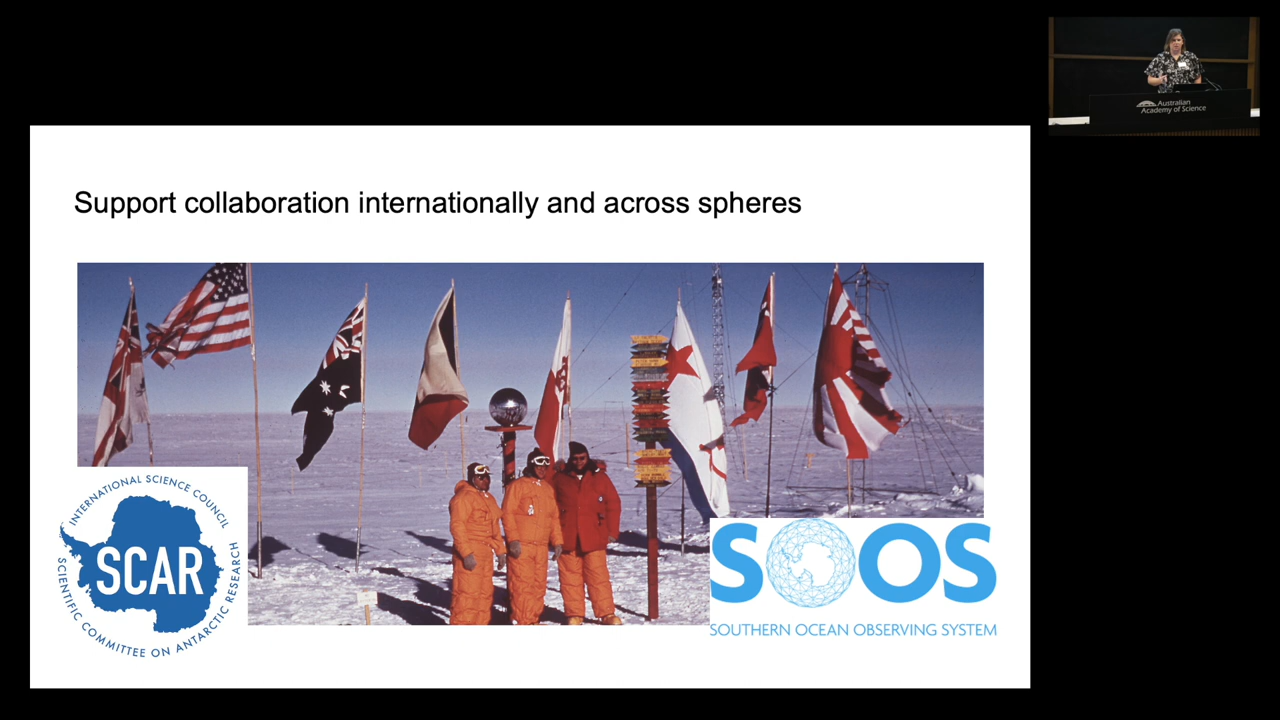 Australian
Academy of Science
Support collaboration internationally and across spheres
INTERNATIONAL SCIENCE COUNCIL
SCAR
SCIENTIFIC COMMITTEE ON ANTARCTIC RESEARCH
SOOS
SOUTHERN OCEAN OBSERVING SYSTEM